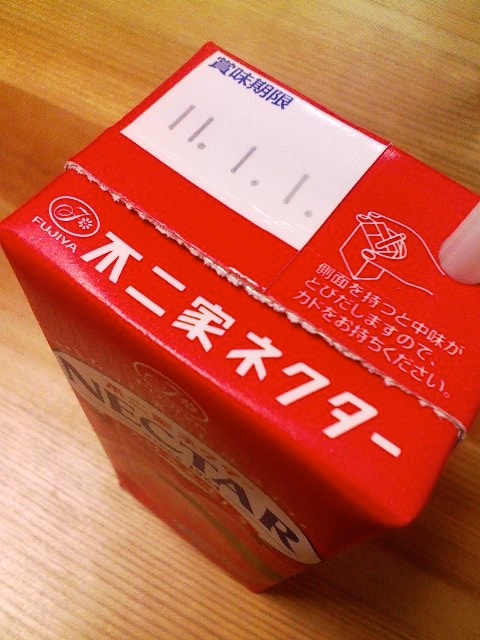 賞味期限
11. 1. 1.
側面を持つと中味が
とびだしますので、
カドをお持ちください。
FUJIYA
不二家ネクター
NECTAR